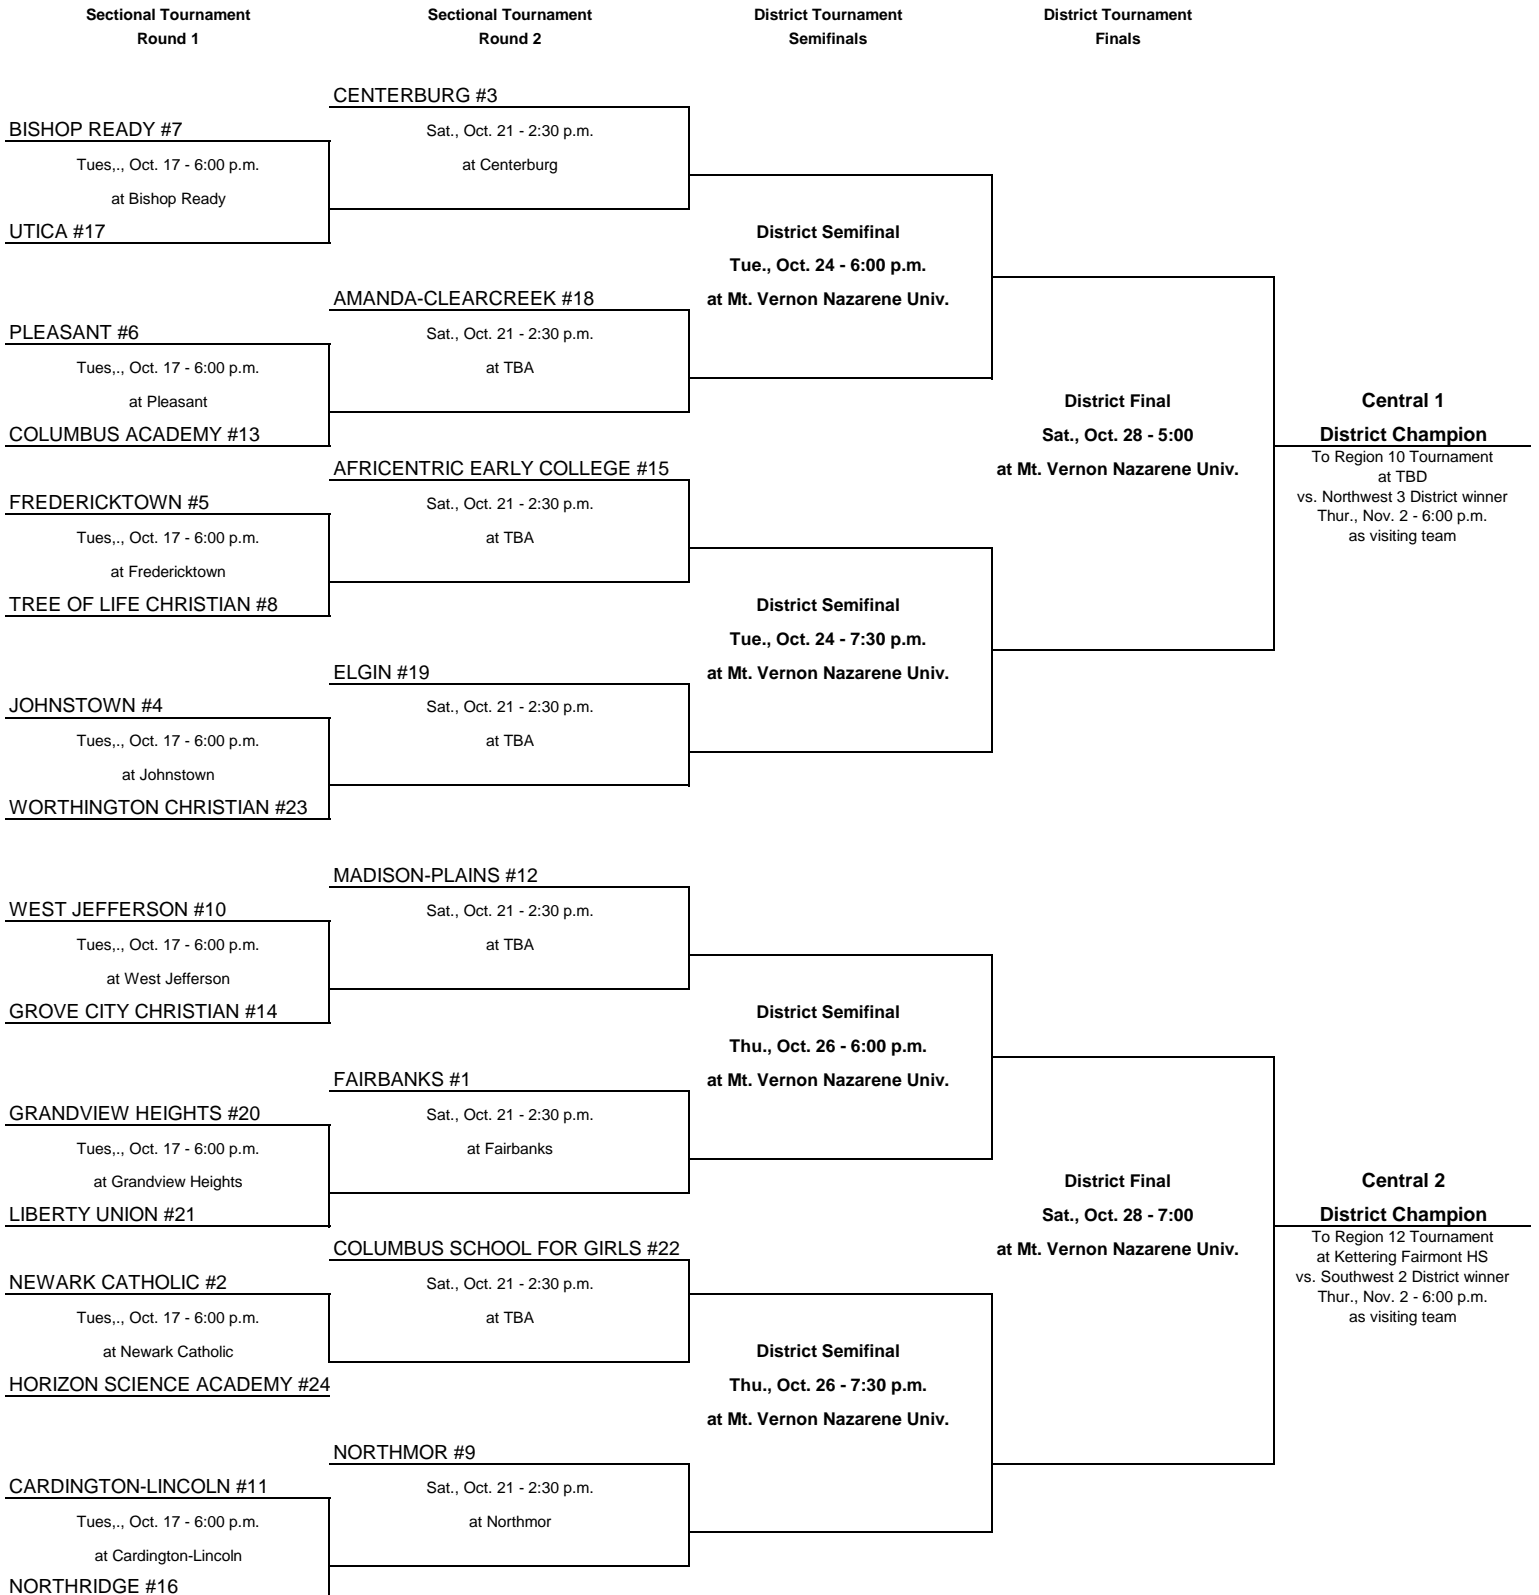 Sectional Tournament
Round 1
Sectional Tournament
Round 2
District Tournament
Semifinals
District Tournament
Finals
CENTERBURG #3
BISHOP READY #7
Sat., Oct. 21 - 2:30 p.m.
Tues,., Oct. 17 - 6:00 p.m.
at Centerburg
at Bishop Ready
UTICA #17
District Semifinal
Tue., Oct. 24 - 6:00 p.m.
at Mt. Vernon Nazarene Univ.
AMANDA-CLEARCREEK #18
PLEASANT #6
Sat., Oct. 21 - 2:30 p.m.
Tues,., Oct. 17 - 6:00 p.m.
at TBA
at Pleasant
COLUMBUS ACADEMY #13
District Final
Sat., Oct. 28 - 5:00
at Mt. Vernon Nazarene Univ.
Central 1
District Champion
To Region 10 Tournament
at TBD
vs. Northwest 3 District winner
Thur., Nov. 2 - 6:00 p.m.
as visiting team
AFRICENTRIC EARLY COLLEGE #15
FREDERICKTOWN #5
Sat., Oct. 21 - 2:30 p.m.
Tues,., Oct. 17 - 6:00 p.m.
at TBA
at Fredericktown
TREE OF LIFE CHRISTIAN #8
District Semifinal
Tue., Oct. 24 - 7:30 p.m.
at Mt. Vernon Nazarene Univ.
ELGIN #19
JOHNSTOWN #4
Sat., Oct. 21 - 2:30 p.m.
Tues,., Oct. 17 - 6:00 p.m.
at TBA
at Johnstown
WORTHINGTON CHRISTIAN #23
MADISON-PLAINS #12
WEST JEFFERSON #10
Sat., Oct. 21 - 2:30 p.m.
Tues,., Oct. 17 - 6:00 p.m.
at TBA
at West Jefferson
GROVE CITY CHRISTIAN #14
District Semifinal
Thu., Oct. 26 - 6:00 p.m.
at Mt. Vernon Nazarene Univ.
FAIRBANKS #1
GRANDVIEW HEIGHTS #20
Sat., Oct. 21 - 2:30 p.m.
Tues,., Oct. 17 - 6:00 p.m.
at Fairbanks
at Grandview Heights
LIBERTY UNION #21
District Final
Sat., Oct. 28 - 7:00
at Mt. Vernon Nazarene Univ.
Central 2
District Champion
To Region 12 Tournament
at Kettering Fairmont HS
vs. Southwest 2 District winner
Thur., Nov. 2 - 6:00 p.m.
as visiting team
COLUMBUS SCHOOL FOR GIRLS #22
NEWARK CATHOLIC #2
Sat., Oct. 21 - 2:30 p.m.
Tues,., Oct. 17 - 6:00 p.m.
at TBA
at Newark Catholic
HORIZON SCIENCE ACADEMY #24
District Semifinal
Thu., Oct. 26 - 7:30 p.m.
at Mt. Vernon Nazarene Univ.
NORTHMOR #9
CARDINGTON-LINCOLN #11
Sat., Oct. 21 - 2:30 p.m.
Tues,., Oct. 17 - 6:00 p.m.
at Northmor
at Cardington-Lincoln
NORTHRIDGE #16